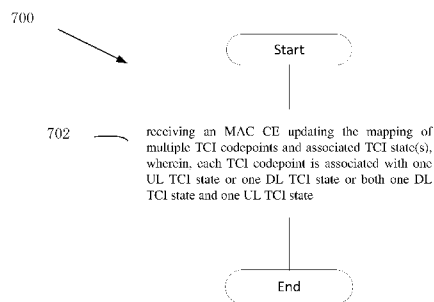 700
Start
702
receiving an MAC CE updating the mapping of
multiple TCI codepoints and associated TCI state(s),
wherein, each TCI codepoint is associated with one
UL TCI state or one DL TCI state or both one DL
TCI state and one UL TCI state
End